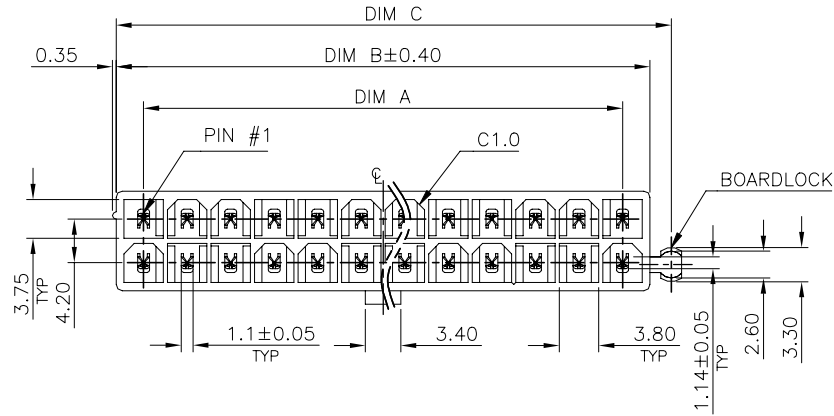 DIM C
0.35
DIM B±0.40
DIM A
PIN #1
C1.0
℄
BOARDLOCK
3.75
TYP
4.20
1.1±0.05
TYP
3.40
3.80
TYP
1.14±0.05
TYP
2.60
3.30